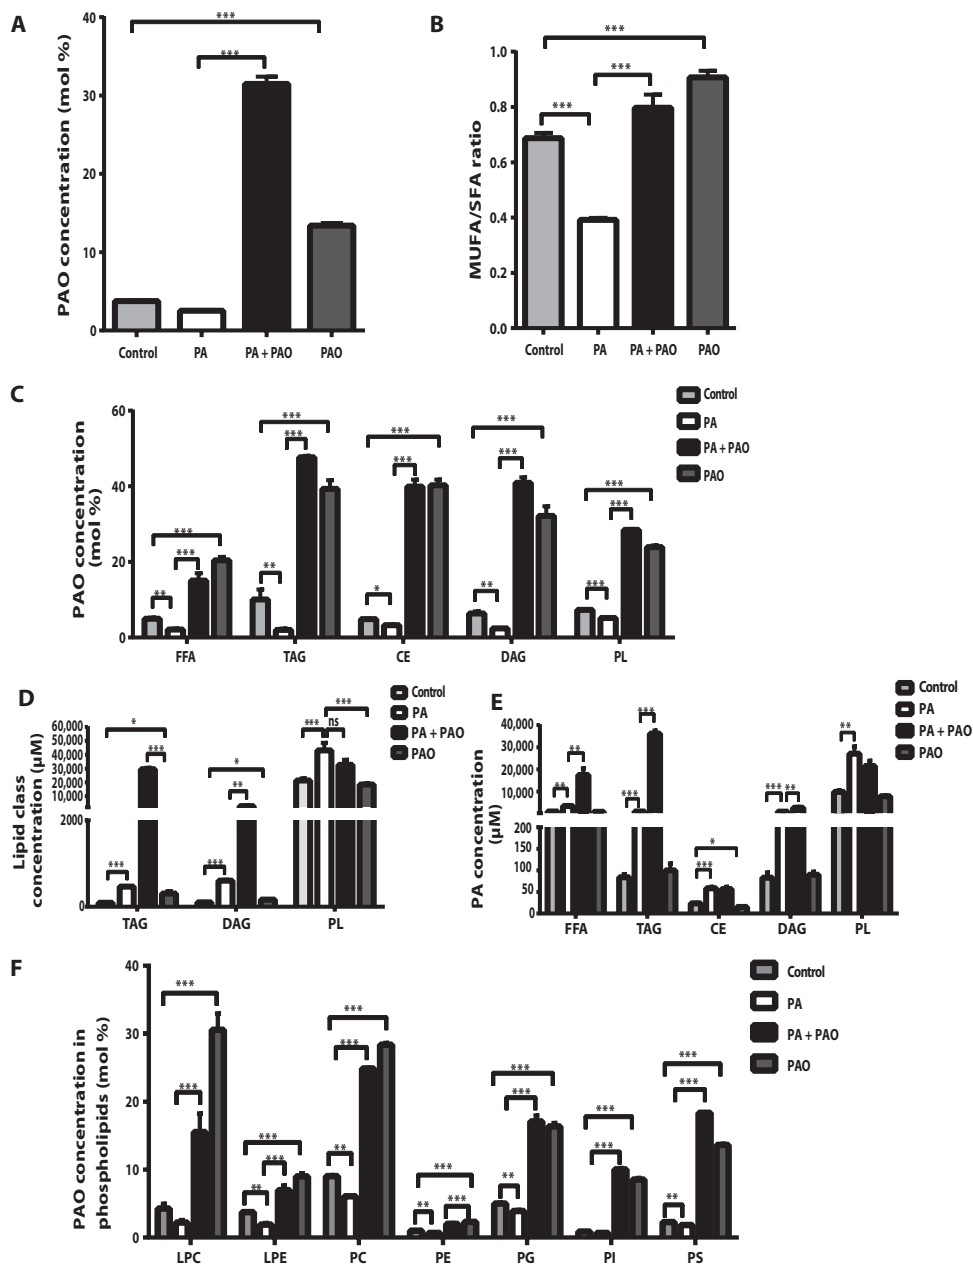 A
PAO concentration (mol %)
40
30
20
10
0
***
***
Control PA PA + PAO PAO
B
MUFA/SFA ratio
1.0
0.8
0.6
0.4
0.2
0.0
***
***
***
Control PA PA + PAO PAO
C
Control
PA
PA + PAO
PAO
PAO concentration
(mol %)
60
40
20
0
***
***
**
***
***
**
***
***
*
***
***
**
***
***
***
FFA TAG CE DAG PL
D
Control
PA
PA + PAO
PAO
Lipid class
concentration (µM)
60,000
50,000
40,000
30,000
20,000
10,000
2000
0
*
***
***
*
**
***
***
***
ns
TAG DAG PL
E
Control
PA
PA + PAO
PAO
PA concentration
(µM)
40,000
30,000
20,000
10,000
200
150
100
50
0
**
**
***
***
*
***
***
**
**
FFA TAG CE DAG PL
F
Control
PA
PA + PAO
PAO
PAO concentration in
phospholipids (mol %)
40
30
20
10
0
***
***
***
***
**
***
***
**
***
**
***
***
***
**
***
***
***
***
**
LPC LPE PC PE PG PI PS